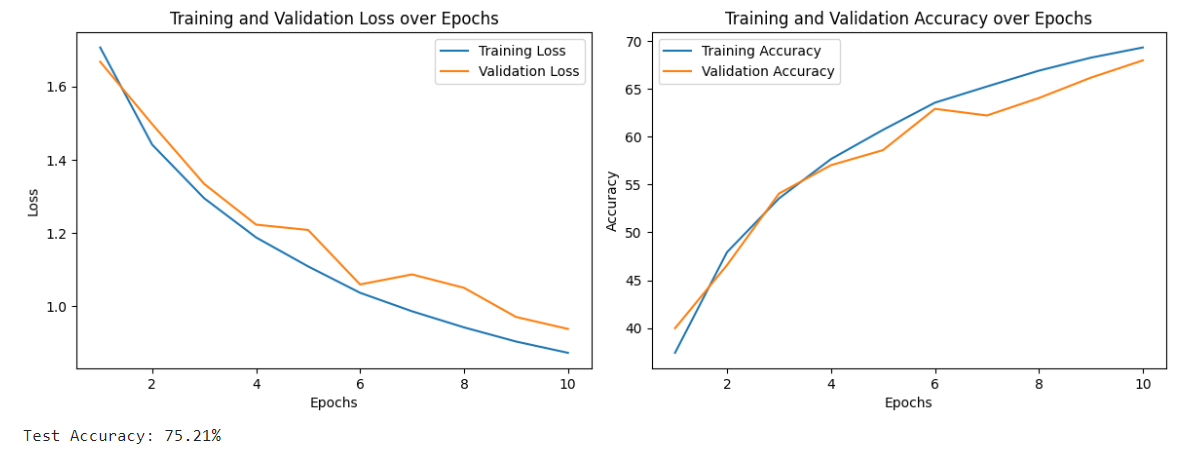 Training and Validation Loss over Epochs
Training Loss
Validation Loss
1.6
1.4
1.2
1.0
Loss
2 4 6 8 10
Epochs
Training and Validation Accuracy over Epochs
Training Accuracy
Validation Accuracy
70
65
60
55
50
45
40
Accuracy
2 4 6 8 10
Epochs
Test Accuracy: 75.21%